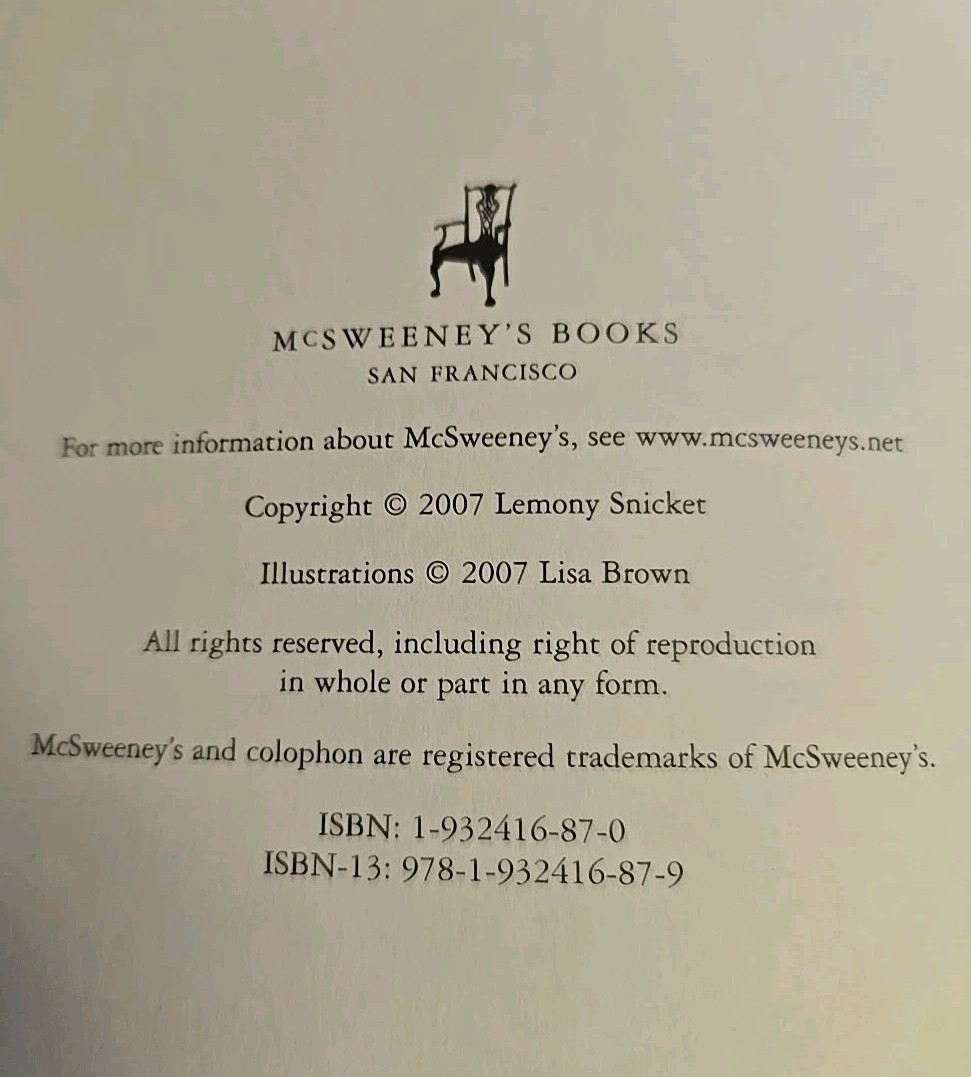 McSWEENEY'S BOOKS
SAN FRANCISCO
For more information about McSweeney's, see www.mcsweeneys.net
Copyright © 2007 Lemony Snicket
Illustrations © 2007 Lisa Brown
All rights reserved, including right of reproduction
in whole or part in any form.
McSweeney's and colophon are registered trademarks of McSweeney's.
ISBN: 1-932416-87-0
ISBN-13: 978-1-932416-87-9